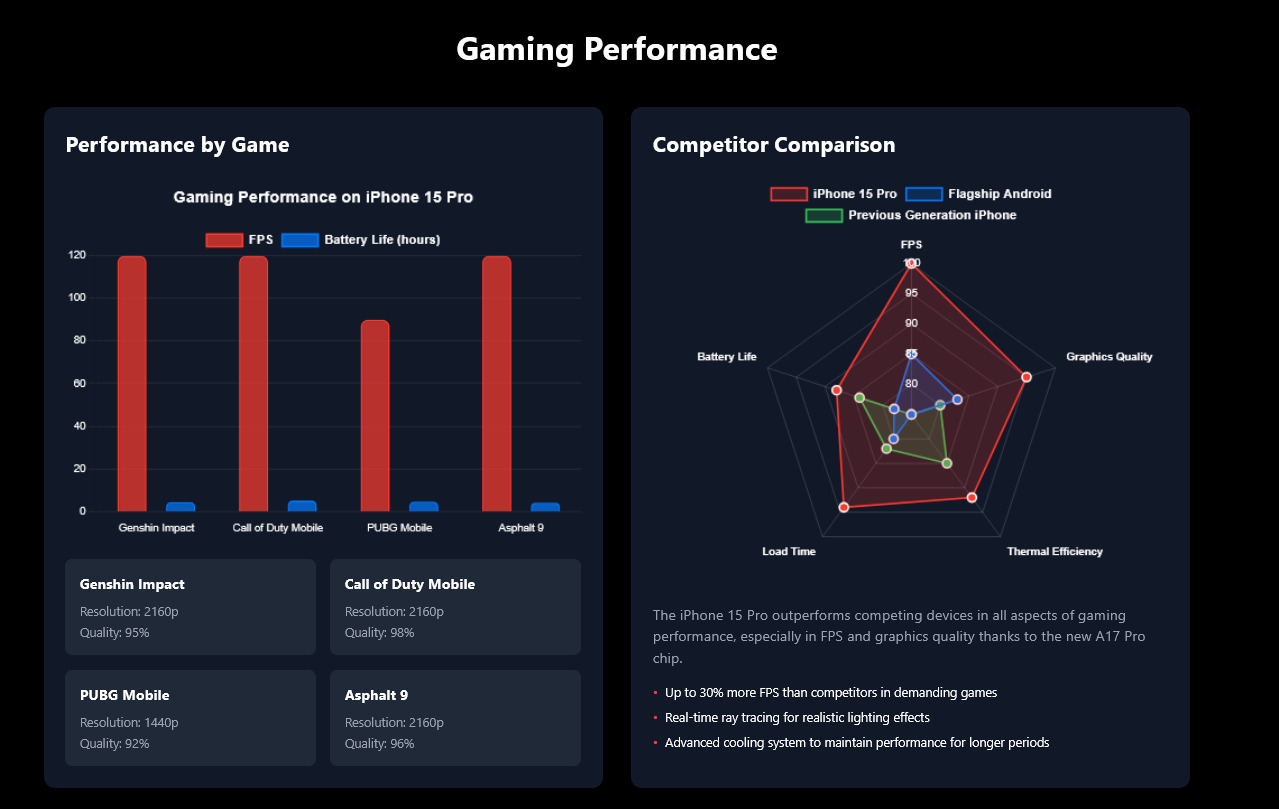 Gaming Performance
Performance by Game
Gaming Performance on iPhone 15 Pro
FPS
Battery Life (hours)
120
100
80
60
40
20
0
Genshin Impact
Call of Duty Mobile
PUBG Mobile
Asphalt 9
Genshin Impact
Resolution: 2160p
Quality: 95%
Call of Duty Mobile
Resolution: 2160p
Quality: 98%
PUBG Mobile
Resolution: 1440p
Quality: 92%
Asphalt 9
Resolution: 2160p
Quality: 96%
Competitor Comparison
iPhone 15 Pro
Flagship Android
Previous Generation iPhone
FPS
100
95
90
85
80
Battery Life
Graphics Quality
Load Time
Thermal Efficiency
The iPhone 15 Pro outperforms competing devices in all aspects of gaming
performance, especially in FPS and graphics quality thanks to the new A17 Pro
chip.
• Up to 30% more FPS than competitors in demanding games
• Real-time ray tracing for realistic lighting effects
• Advanced cooling system to maintain performance for longer periods